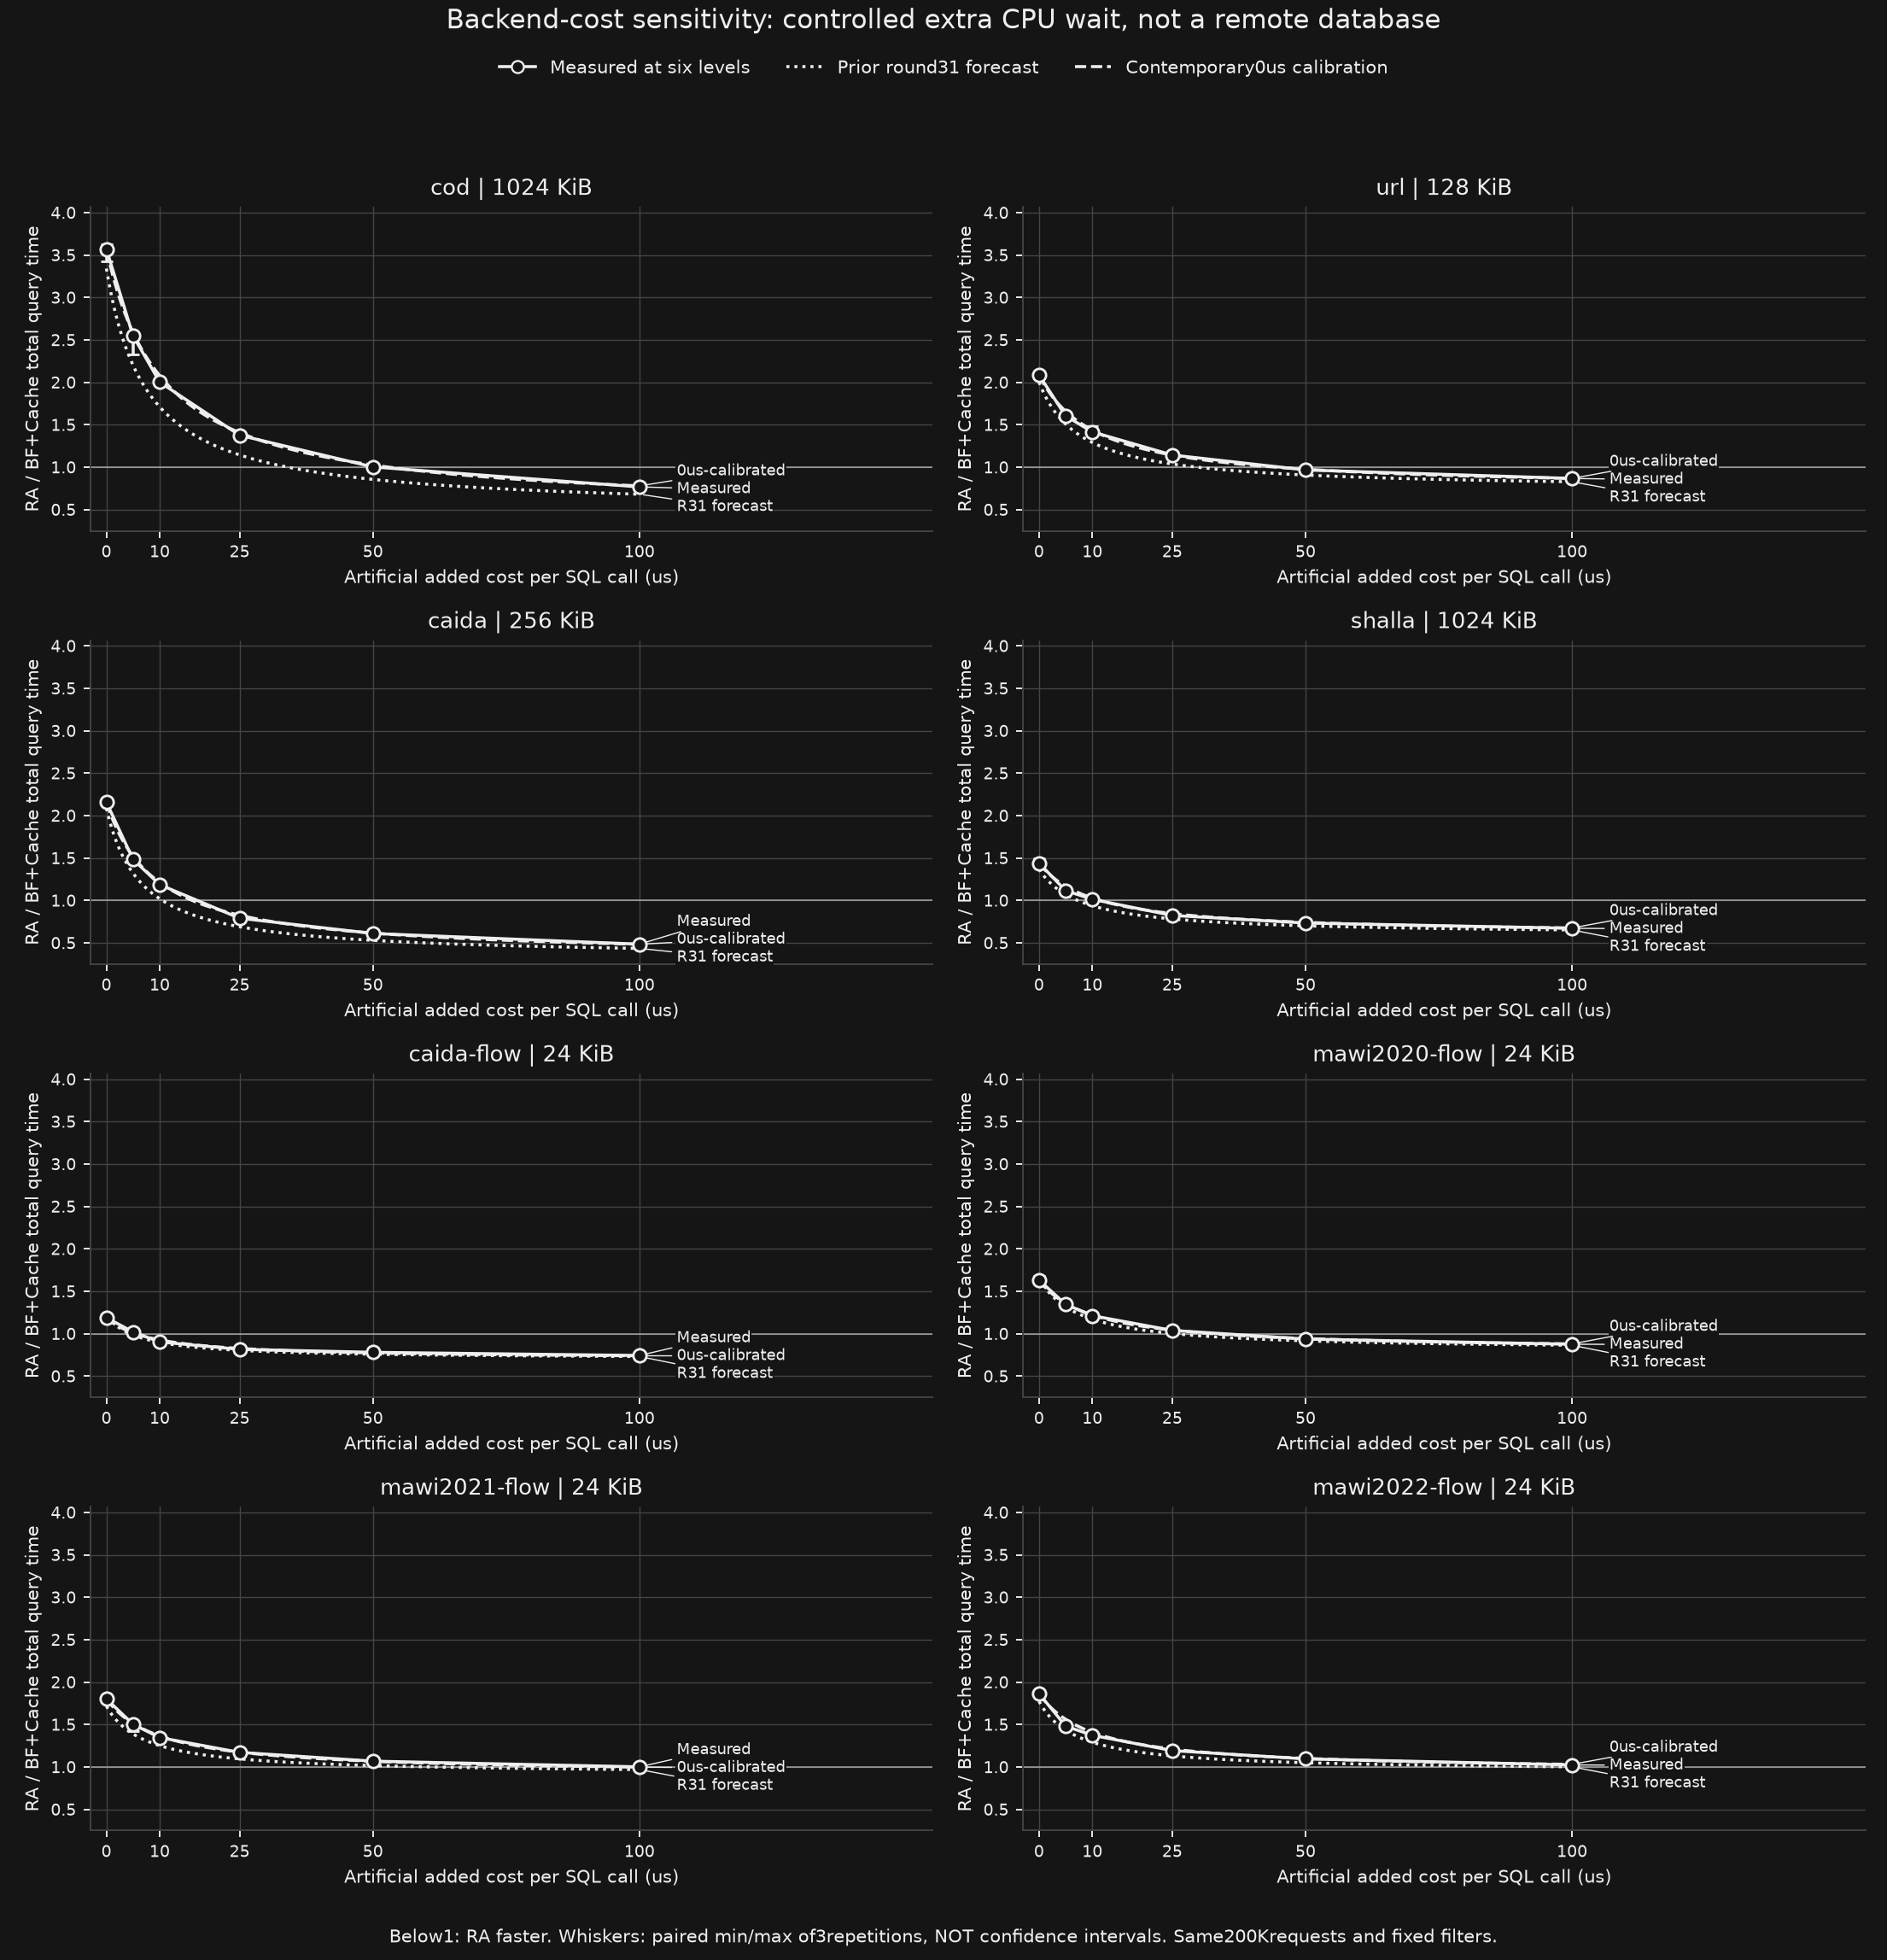 Backend-cost sensitivity: controlled extra CPU wait, not a remote database
Measured at six levels
Prior round31 forecast
Contemporary0us calibration
cod | 1024 KiB
RA / BF+Cache total query time
4.0
3.5
3.0
2.5
2.0
1.5
1.0
0.5
0us-calibrated
Measured
R31 forecast
0 10 25 50 100
Artificial added cost per SQL call (us)
url | 128 KiB
RA / BF+Cache total query time
4.0
3.5
3.0
2.5
2.0
1.5
1.0
0.5
0us-calibrated
Measured
R31 forecast
0 10 25 50 100
Artificial added cost per SQL call (us)
caida | 256 KiB
RA / BF+Cache total query time
4.0
3.5
3.0
2.5
2.0
1.5
1.0
0.5
Measured
0us-calibrated
R31 forecast
0 10 25 50 100
Artificial added cost per SQL call (us)
shalla | 1024 KiB
RA / BF+Cache total query time
4.0
3.5
3.0
2.5
2.0
1.5
1.0
0.5
0us-calibrated
Measured
R31 forecast
0 10 25 50 100
Artificial added cost per SQL call (us)
caida-flow | 24 KiB
RA / BF+Cache total query time
4.0
3.5
3.0
2.5
2.0
1.5
1.0
0.5
Measured
0us-calibrated
R31 forecast
0 10 25 50 100
Artificial added cost per SQL call (us)
mawi2020-flow | 24 KiB
RA / BF+Cache total query time
4.0
3.5
3.0
2.5
2.0
1.5
1.0
0.5
0us-calibrated
Measured
R31 forecast
0 10 25 50 100
Artificial added cost per SQL call (us)
mawi2021-flow | 24 KiB
RA / BF+Cache total query time
4.0
3.5
3.0
2.5
2.0
1.5
1.0
0.5
Measured
0us-calibrated
R31 forecast
0 10 25 50 100
Artificial added cost per SQL call (us)
mawi2022-flow | 24 KiB
RA / BF+Cache total query time
4.0
3.5
3.0
2.5
2.0
1.5
1.0
0.5
0us-calibrated
Measured
R31 forecast
0 10 25 50 100
Artificial added cost per SQL call (us)
Below1: RA faster. Whiskers: paired min/max of3repetitions, NOT confidence intervals. Same200Krequests and fixed filters.